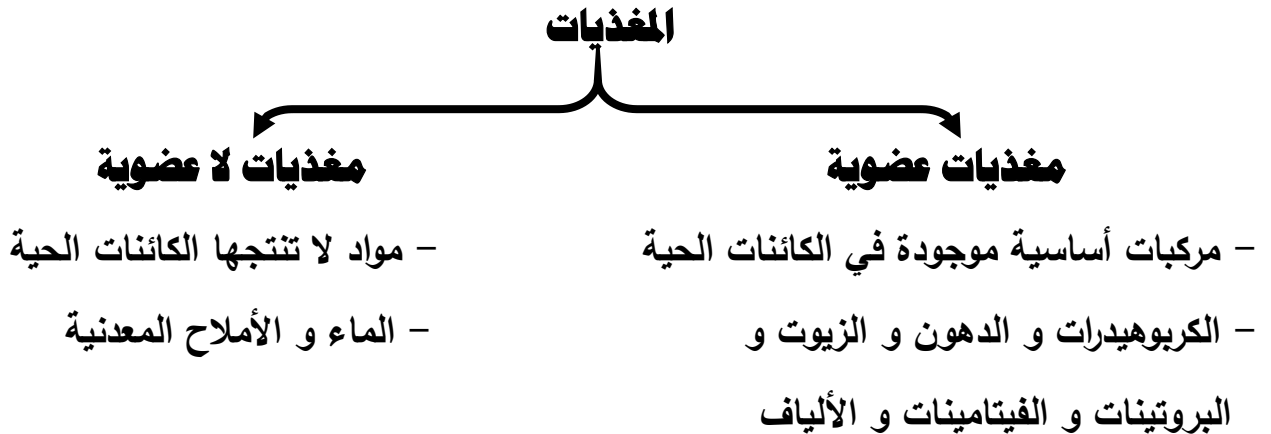 المغذيات
مغذيات عضوية
- مركبات أساسية موجودة في الكائنات الحية
- الكربوهيدرات و الدهون و الزيوت و
البروتينات و الفيتامينات و الألياف
مغذيات لا عضوية
- مواد لا تنتجها الكائنات الحية
- الماء و الأملاح المعدنية